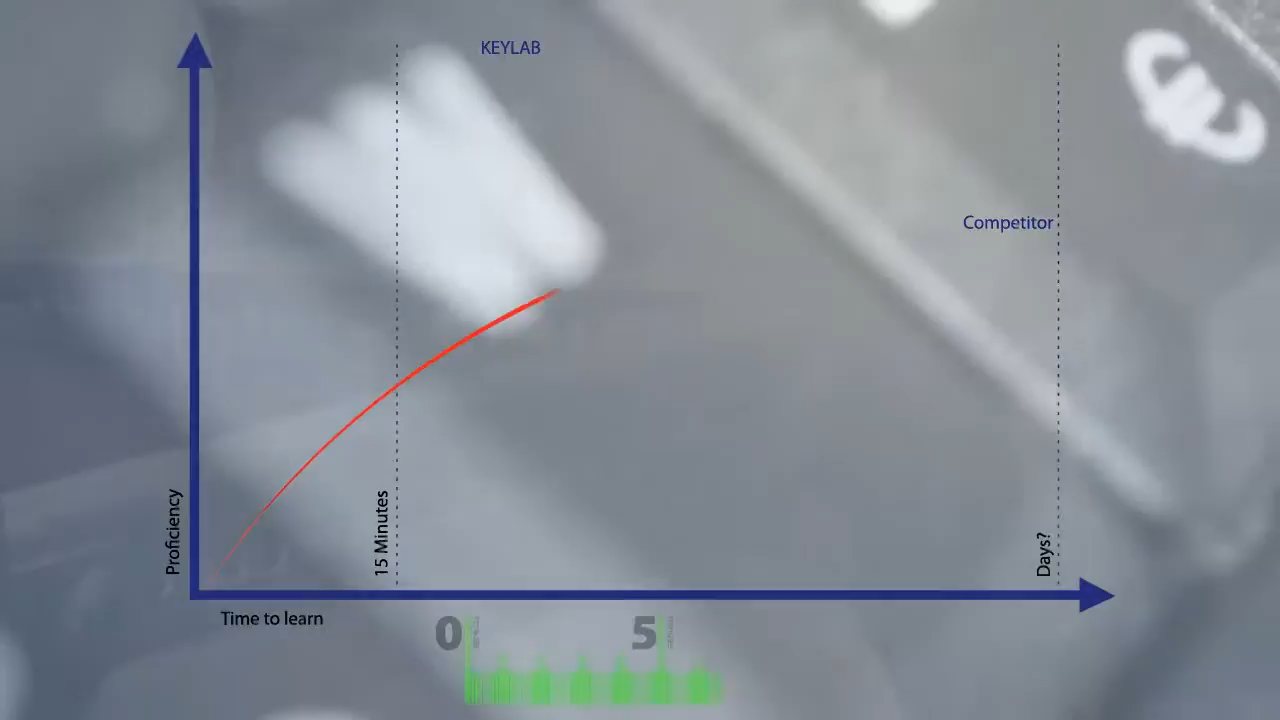 KEYLAB
Competitor
Proficiency
15 Minutes
Days?
Time to learn
0
5